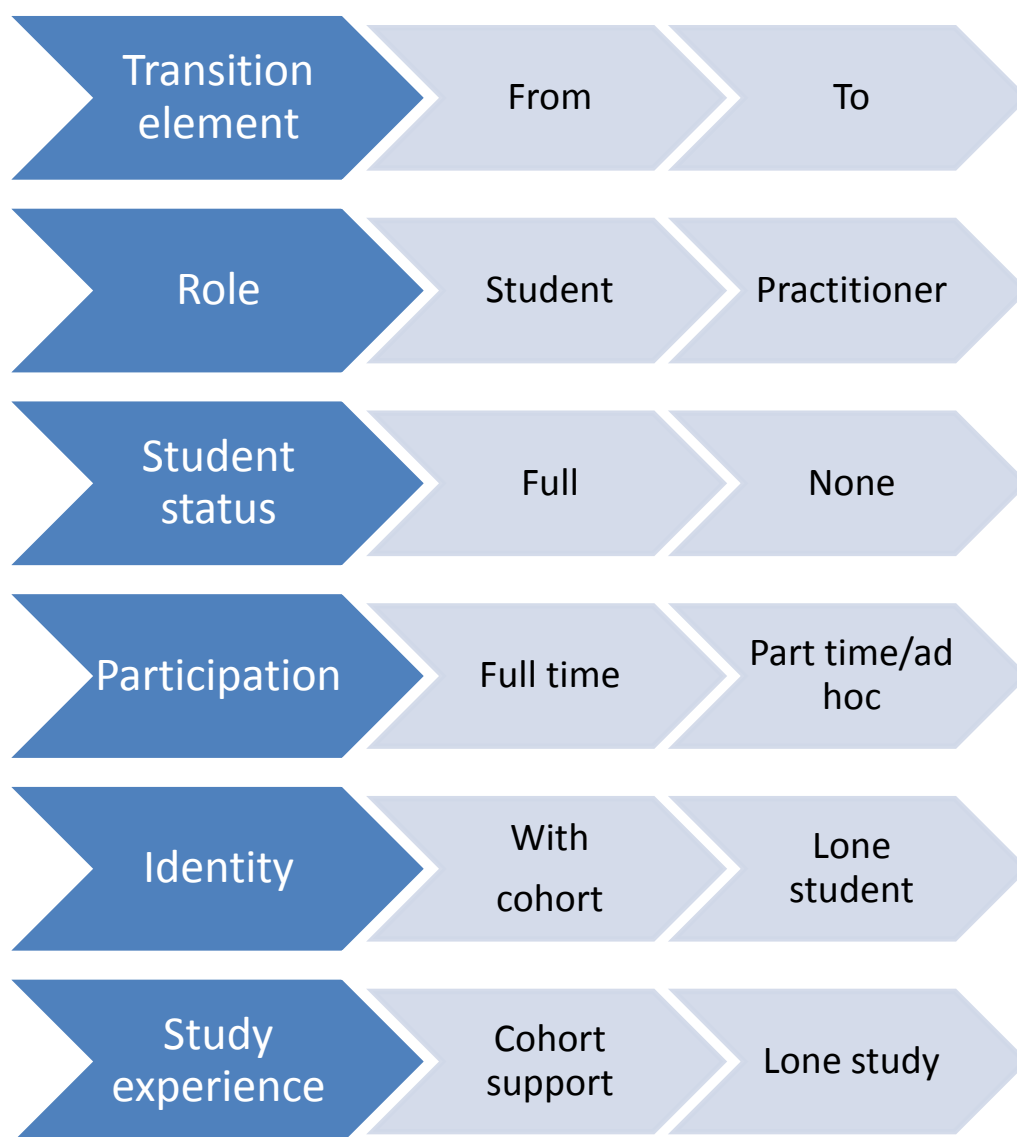 Transition
element
From
To
Role
Student
Practitioner
Student
status
Full
None
Participation
Full time
Part time/ad
hoc
Identity
With
cohort
Lone
student
Study
experience
Cohort
support
Lone study